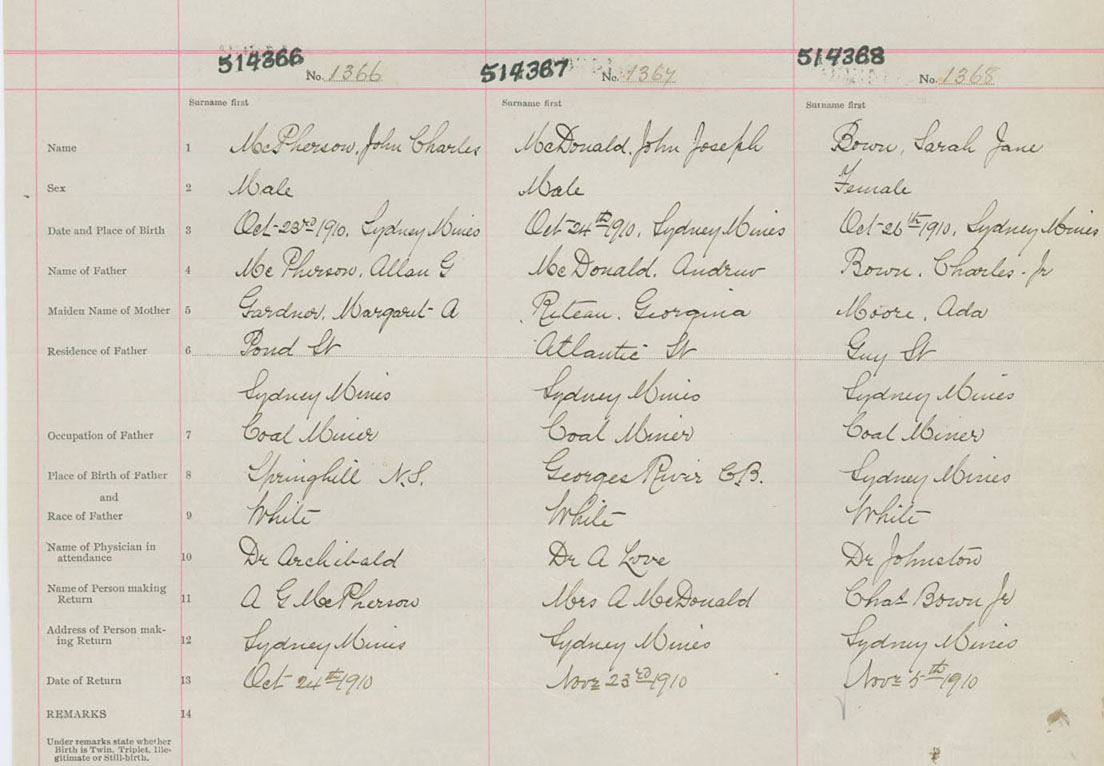 514366 No. 1366 514367 No. 1367 514368 No. 1368
Surname first Surname first Surname first
Name 1 McPherson, John Charles McDonald, John Joseph Bown, Sarah Jane
Sex 2 Male Male Female
Date and Place of Birth 3 Oct 23rd 1910, Sydney Mines Oct 24th 1910, Sydney Mines Oct 26th 1910, Sydney Mines
Name of Father 4 McPherson, Allan G McDonald, Andrew Bown, Charles Jr
Maiden Name of Mother 5 Gardner, Margaret A Reteau, Georgina Moore, Ada
Residence of Father 6 Pond St Atlantic St Guy St
Sydney Mines Sydney Mines Sydney Mines
Occupation of Father 7 Coal Miner Coal Miner Coal Miner
Place of Birth of Father 8 Springhill N.S. Georges River C.B. Sydney Mines
and
Race of Father 9 White White White
Name of Physician in
attendance 10 Dr Archibald Dr A Love Dr Johnston
Name of Person making
Return 11 A G McPherson Mrs A McDonald Chas Bown Jr
Address of Person mak-
ing Return 12 Sydney Mines Sydney Mines Sydney Mines
Date of Return 13 Oct 24th 1910 Novr 23rd 1910 Novr 5th 1910
REMARKS 14
Under remarks state whether
Birth is Twin, Triplet, Ille-
gitimate or Still-birth.